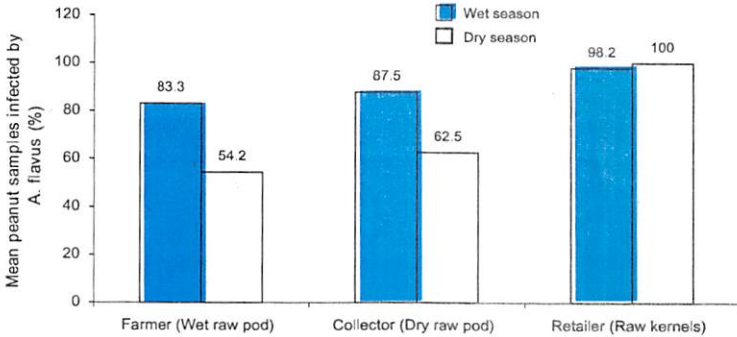 Mean peanut samples infected by
A. flavus (%)
120
100
80
60
40
20
0
Wet season
Dry season
83.3
54.2
87.5
62.5
98.2
100
Farmer (Wet raw pod)
Collector (Dry raw pod)
Retailer (Raw kernels)